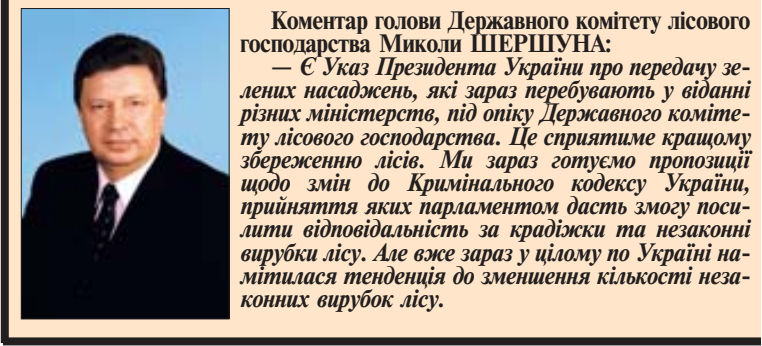 Коментар голови Державного комітету лісового
господарства Миколи ШЕРШУНА:
— Є Указ Президента України про передачу зе-
лених насаджень, які зараз перебувають у віданні
різних міністерств, під опіку Державного коміте-
ту лісового господарства. Це сприятиме кращому
збереженню лісів. Ми зараз готуємо пропозиції
щодо змін до Кримінального кодексу України,
прийняття яких парламентом дасть змогу поси-
лити відповідальність за крадіжки та незаконні
вирубки лісу. Але вже зараз у цілому по Україні на-
мітилася тенденція до зменшення кількості неза-
конних вирубок лісу.